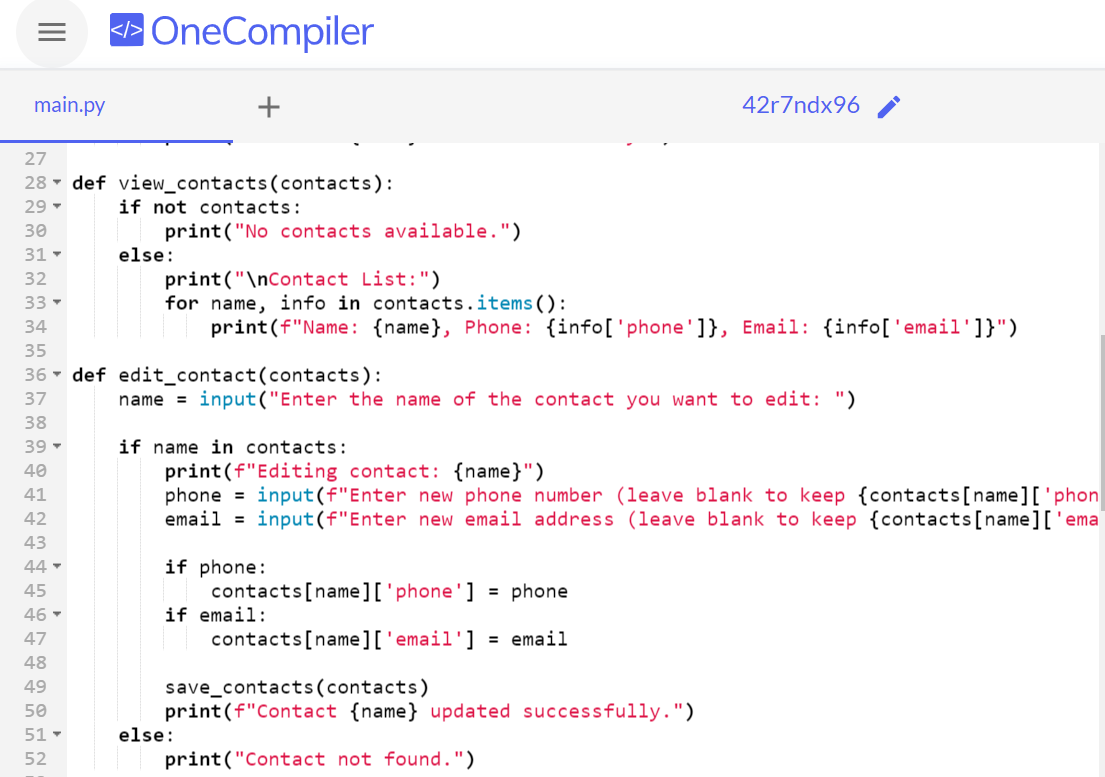 </> OneCompiler
main.py + 42r7ndx96
27
28 def view_contacts(contacts):
29     if not contacts:
30         print("No contacts available.")
31     else:
32         print("\nContact List:")
33         for name, info in contacts.items():
34             print(f"Name: {name}, Phone: {info['phone']}, Email: {info['email']}")
35
36 def edit_contact(contacts):
37     name = input("Enter the name of the contact you want to edit: ")
38
39     if name in contacts:
40         print(f"Editing contact: {name}")
41         phone = input(f"Enter new phone number (leave blank to keep {contacts[name]['phon
42         email = input(f"Enter new email address (leave blank to keep {contacts[name]['ema
43
44         if phone:
45             contacts[name]['phone'] = phone
46         if email:
47             contacts[name]['email'] = email
48
49         save_contacts(contacts)
50         print(f"Contact {name} updated successfully.")
51     else:
52         print("Contact not found.")